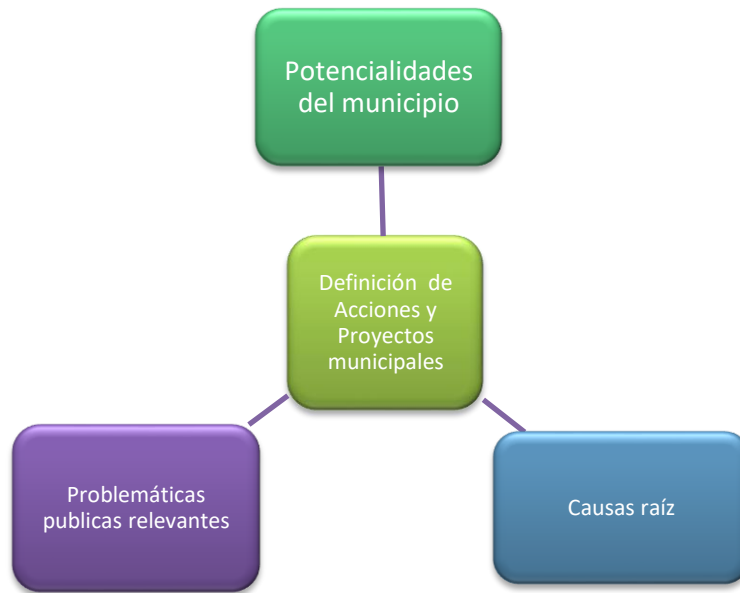 Potencialidades
del municipio
Definición de
Acciones y
Proyectos
municipales
Problemáticas
publicas relevantes
Causas raíz